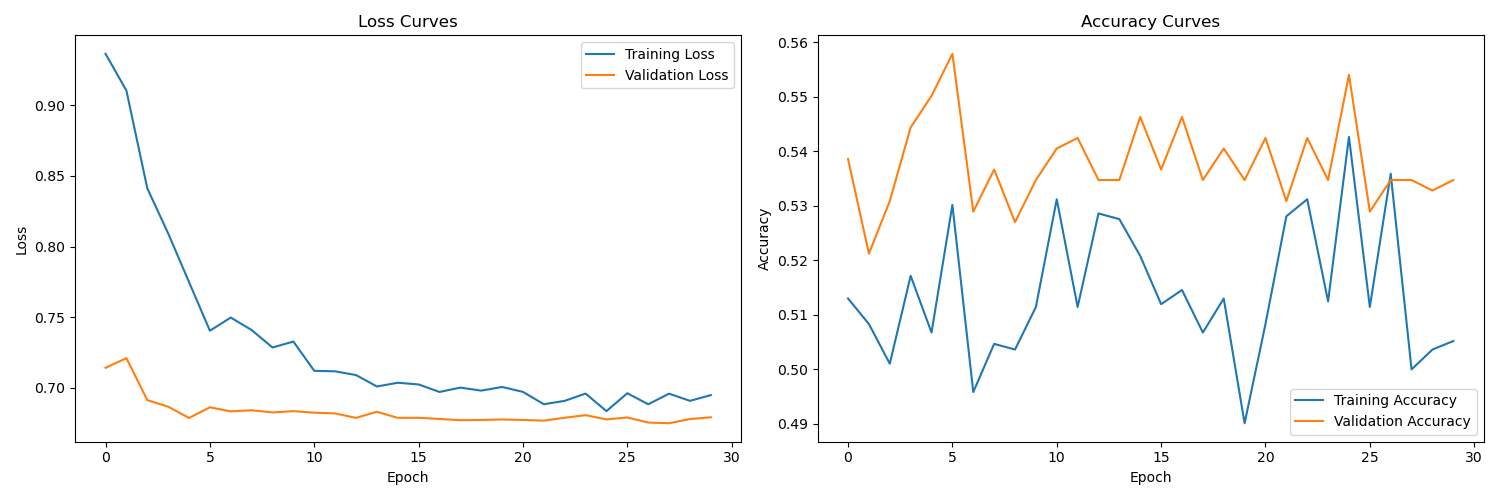 Loss Curves
Loss
0.90
0.85
0.80
0.75
0.70
Training Loss
Validation Loss
0 5 10 15 20 25 30
Epoch
Accuracy Curves
Accuracy
0.56
0.55
0.54
0.53
0.52
0.51
0.50
0.49
Training Accuracy
Validation Accuracy
0 5 10 15 20 25 30
Epoch